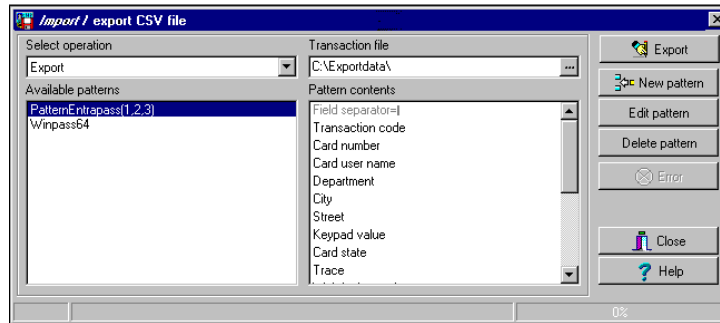 Import / export CSV file
Select operation
Export
Transaction file
C:\Exportdata\
...
Available patterns
PatternEntrapass(1,2,3)
Winpass64
Pattern contents
Field separator=|
Transaction code
Card number
Card user name
Department
City
Street
Keypad value
Card state
Trace
Export
New pattern
Edit pattern
Delete pattern
Error
Close
Help
0%